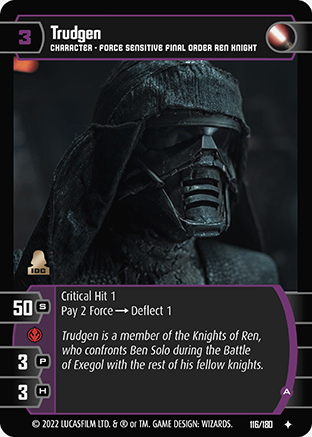 3 Trudgen
CHARACTER - FORCE SENSITIVE FINAL ORDER REN KNIGHT
IDC
50 S
Critical Hit 1
Pay 2 Force → Deflect 1
Trudgen is a member of the Knights of Ren,
who confronts Ben Solo during the Battle
of Exegol with the rest of his fellow knights.
3 P
3 H
A
© 2022 LUCASFILM LTD. & ® or TM. GAME DESIGN: WIZARDS. 116/180